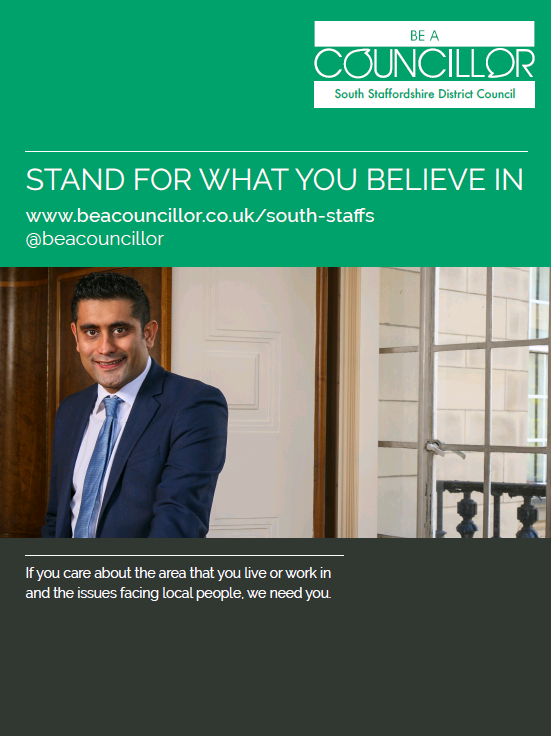 BE A
COUNCILLOR
South Staffordshire District Council
STAND FOR WHAT YOU BELIEVE IN
www.beacouncillor.co.uk/south-staffs
@beacouncillor
If you care about the area that you live or work in
and the issues facing local people, we need you.